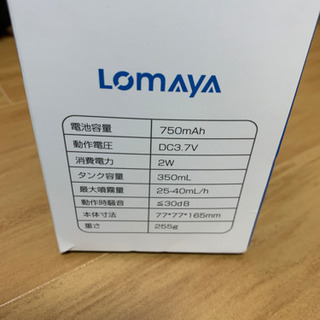 Lomaya
電池容量 750mAh
動作電圧 DC3.7V
消費電力 2W
タンク容量 350mL
最大噴霧量 25-40mL/h
動作時騒音 ≦30dB
本体寸法 77*77*165mm
重さ 255g